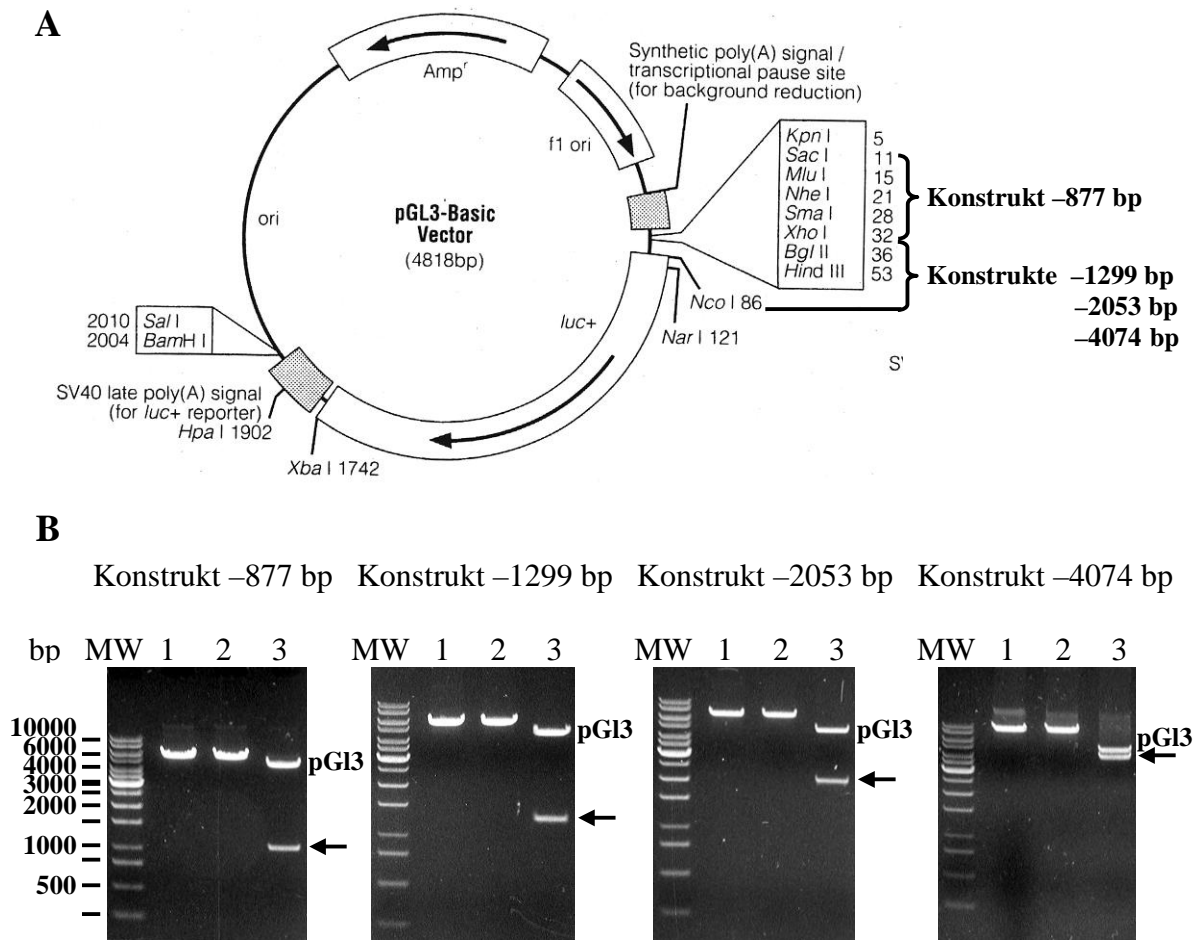 A
Ampʳ
f1 ori
Synthetic poly(A) signal /
transcriptional pause site
(for background reduction)
pGL3-Basic
Vector
(4818bp)
ori
Kpn I 5
Sac I 11
Mlu I 15
Nhe I 21
Sma I 28
Xho I 32
Bgl II 36
Hind III 53
Konstrukt –877 bp
Konstrukte –1299 bp
–2053 bp
–4074 bp
Nco I 86
Nar I 121
luc+
2010 Sal I
2004 BamH I
SV40 late poly(A) signal
(for luc+ reporter)
Hpa I 1902
Xba I 1742
B
Konstrukt –877 bp Konstrukt –1299 bp Konstrukt –2053 bp Konstrukt –4074 bp
bp MW 1 2 3 MW 1 2 3 MW 1 2 3 MW 1 2 3
10000
6000
4000
3000
2000
1000
500
pGl3
pGl3
pGl3
pGl3